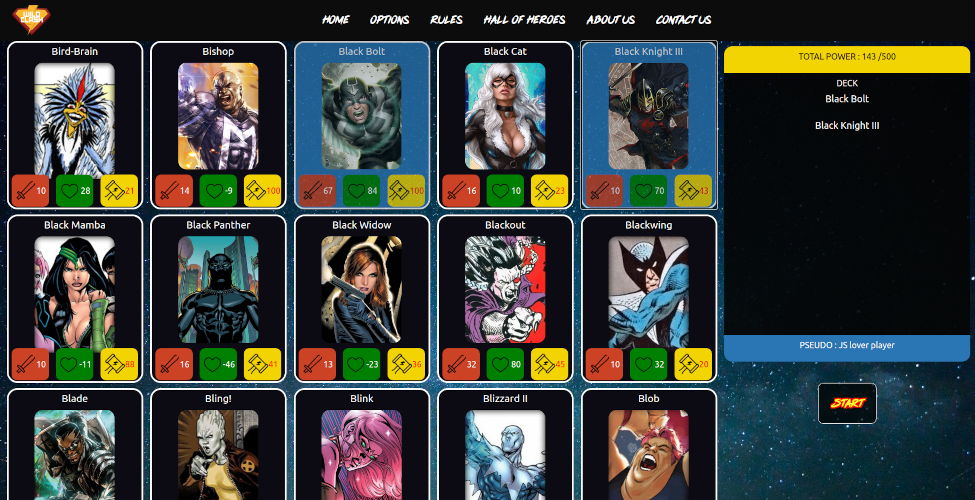 WILD
CLASH
HOME OPTIONS RULES HALL OF HEROES ABOUT US CONTACT US
Bird-Brain
10 28 21
Bishop
14 -9 100
Black Bolt
67 84 100
Black Cat
16 10 23
Black Knight III
10 70 43
Black Mamba
10 -11 88
Black Panther
16 -46 41
Black Widow
13 -23 36
Blackout
32 80 45
Blackwing
10 32 20
Blade
Bling!
Blink
Blizzard II
Blob
TOTAL POWER : 143 /500
DECK
Black Bolt
Black Knight III
PSEUDO : JS lover player
START